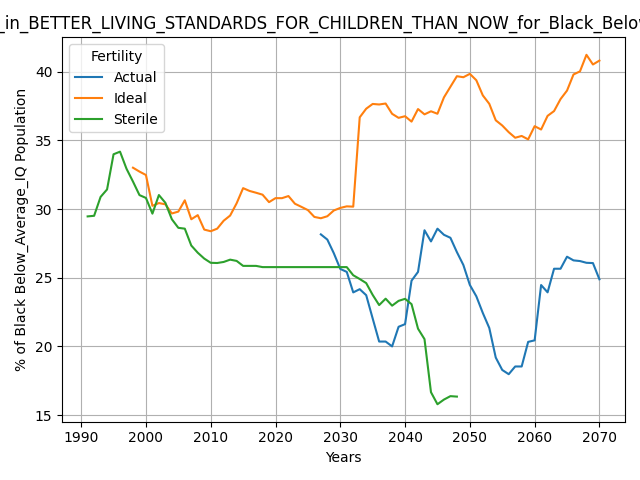 _in_BETTER_LIVING_STANDARDS_FOR_CHILDREN_THAN_NOW_for_Black_Below
Fertility
Actual
Ideal
Sterile
% of Black Below_Average_IQ Population
40
35
30
25
20
15
1990 2000 2010 2020 2030 2040 2050 2060 2070
Years